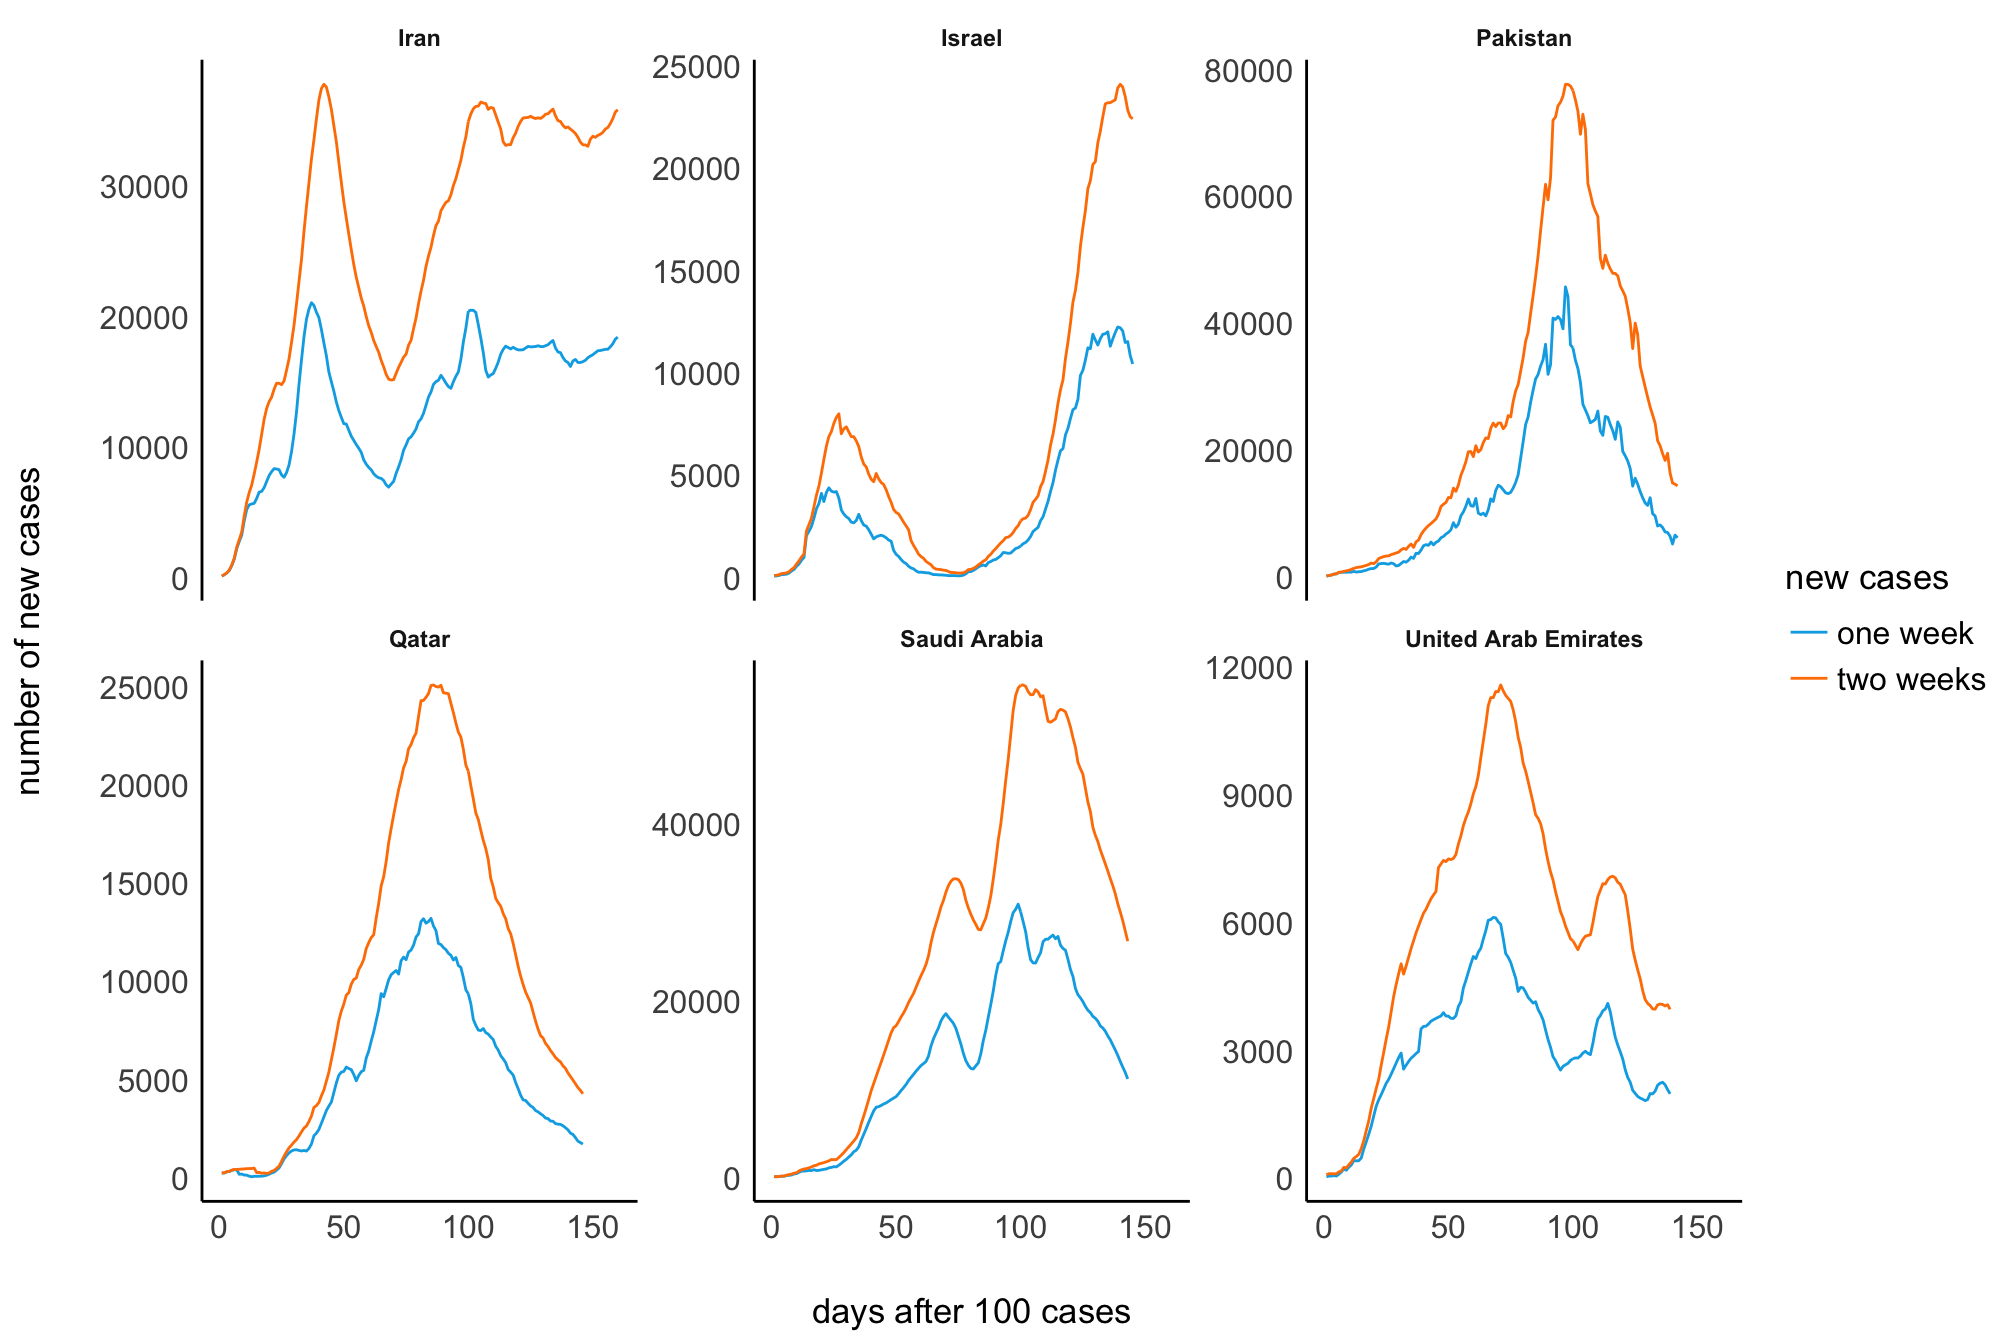 Iran
Israel
Pakistan
30000
20000
10000
0
25000
20000
15000
10000
5000
0
80000
60000
40000
20000
0
Qatar
Saudi Arabia
United Arab Emirates
25000
20000
15000
10000
5000
0
40000
20000
0
12000
9000
6000
3000
0
0 50 100 150
0 50 100 150
0 50 100 150
number of new cases
days after 100 cases
new cases
one week
two weeks